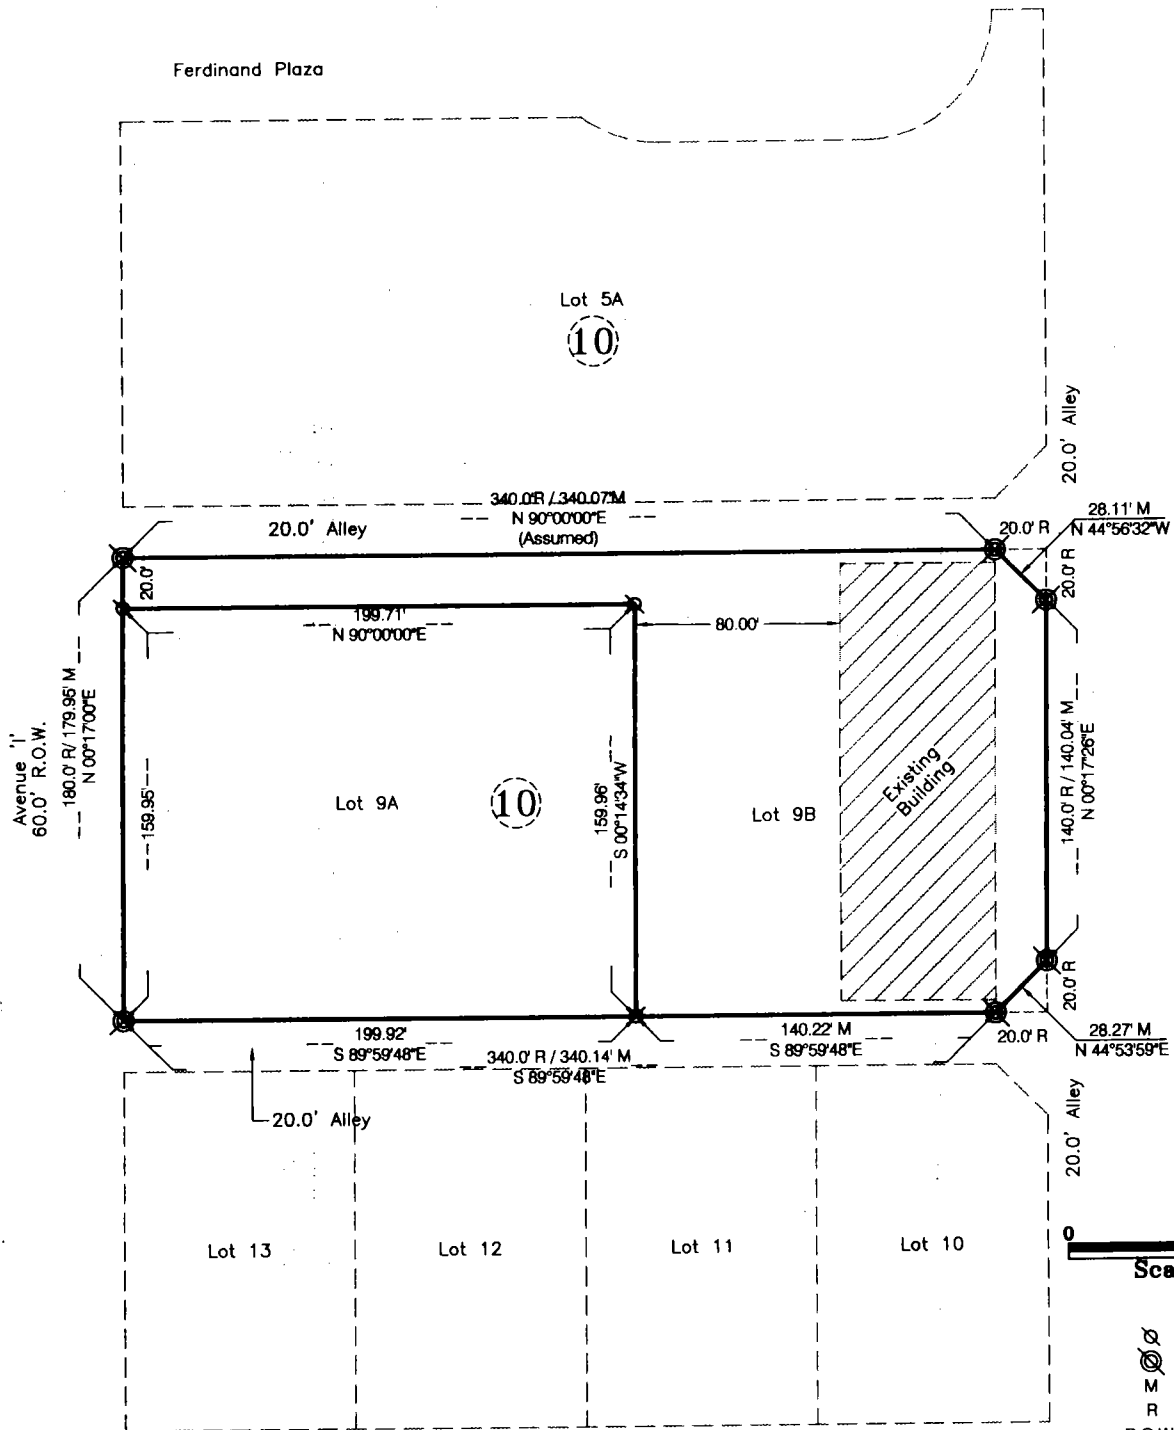 Ferdinand Plaza
Lot 5A
10
20.0' Alley
340.0'R / 340.07'M
N 90°00'00"E
(Assumed)
20.0' Alley
20.0' R
28.11' M
N 44°56'32"W
20.0' R
20.0'
199.71'
N 90°00'00"E
80.00'
Avenue 'I'
60.0' R.O.W.
180.0' R/ 179.95' M
N 00°17'00"E
159.95'
Lot 9A
10
159.96'
S 00°14'34"W
Lot 9B
Existing
Building
140.0' R / 140.04' M
N 00°17'26"E
20.0' R
20.0' R
28.27' M
N 44°53'59"E
199.92'
S 89°59'48"E
340.0' R / 340.14' M
S 89°59'48"E
140.22' M
S 89°59'48"E
20.0' Alley
20.0' Alley
Lot 13
Lot 12
Lot 11
Lot 10
0
Sca
M
R